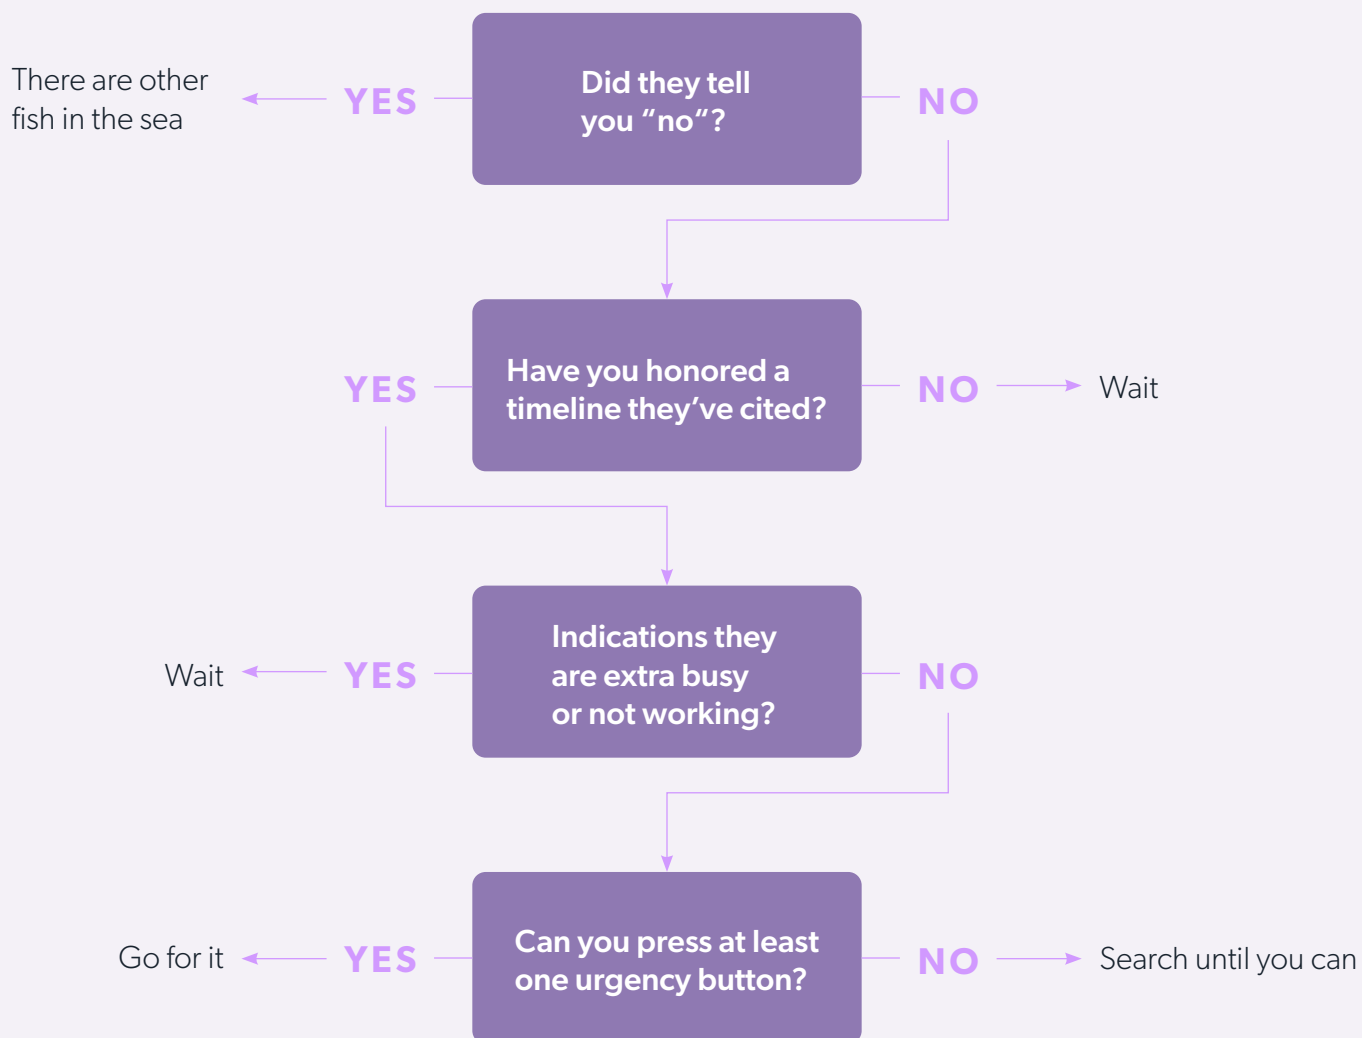 Did they tell
you “no”?
There are other
fish in the sea
YES
NO
Have you honored a
timeline they’ve cited?
YES
NO
Wait
Indications they
are extra busy
or not working?
Wait
YES
NO
Can you press at least
one urgency button?
Go for it
YES
NO
Search until you can